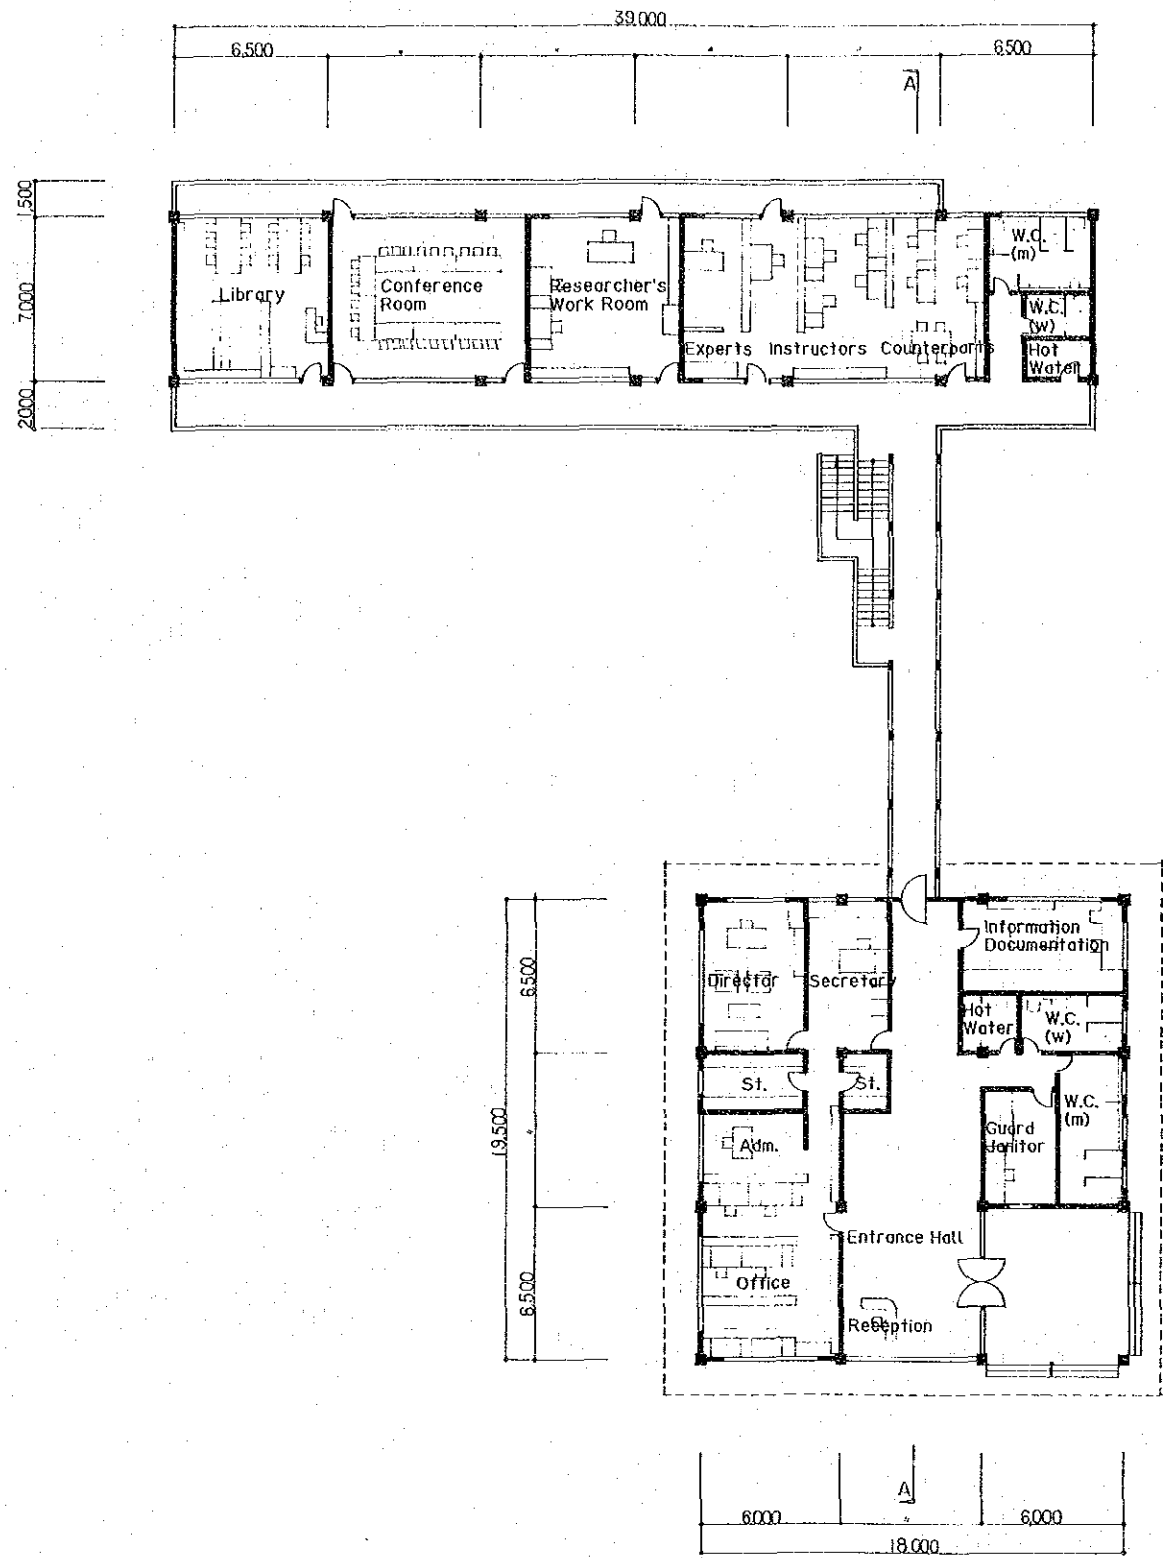 39,000
6,500
6,500
A
1,500
7,000
2,000
W.C.
(m)
Library
Conference
Room
Researcher's
Work Room
W.C.
(w)
Experts
Instructors
Counterparts
Hot
Water
Information
Documentation
6,500
Director
Secretary
Hot
Water
W.C.
(w)
St.
St.
W.C.
(m)
19,500
Guard
Janitor
Adm.
Entrance Hall
6,500
Office
Reception
A
6,000
6,000
18,000